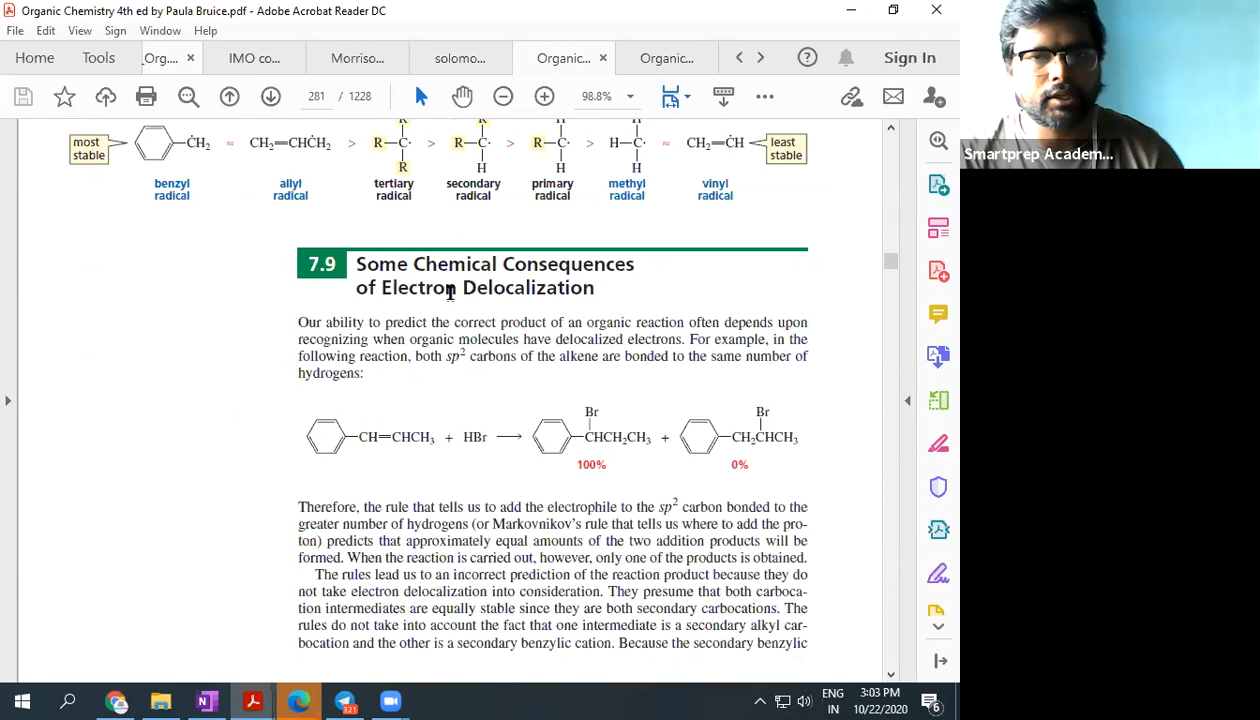 Organic Chemistry 4th ed by Paula Bruice.pdf - Adobe Acrobat Reader DC
File Edit View Sign Window Help
Home Tools _Org.... × IMO co... Morriso... solomo... Organic... × Organic... Sign In
281 / 1228 98.8%
Smartprep Academ...
R H H
most stable
ĊH2 ≈ CH2=CHĊH2 > R—C· > R—C· > R—C· > H—C· ≈ CH2=ĊH
least stable
R H H H
benzyl radical
allyl radical
tertiary radical
secondary radical
primary radical
methyl radical
vinyl radical
7.9 Some Chemical Consequences
of Electron Delocalization
Our ability to predict the correct product of an organic reaction often depends upon
recognizing when organic molecules have delocalized electrons. For example, in the
following reaction, both sp2 carbons of the alkene are bonded to the same number of
hydrogens:
Br Br
CH=CHCH3 + HBr ⟶ CHCH2CH3 + CH2CHCH3
100% 0%
Therefore, the rule that tells us to add the electrophile to the sp2 carbon bonded to the
greater number of hydrogens (or Markovnikov's rule that tells us where to add the pro-
ton) predicts that approximately equal amounts of the two addition products will be
formed. When the reaction is carried out, however, only one of the products is obtained.
The rules lead us to an incorrect prediction of the reaction product because they do
not take electron delocalization into consideration. They presume that both carboca-
tion intermediates are equally stable since they are both secondary carbocations. The
rules do not take into account the fact that one intermediate is a secondary alkyl car-
bocation and the other is a secondary benzylic cation. Because the secondary benzylic
321
ENG
IN
3:03 PM
10/22/2020
6